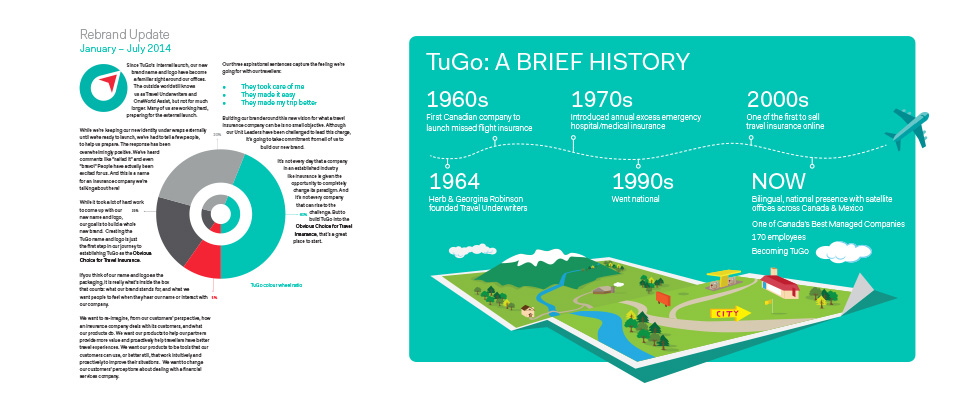 Rebrand Update
January – July 2014
Since TuGo's internal launch, our new
brand name and logo have become
a familiar sight around our offices.
The outside world still knows
us as Travel Underwriters and
OneWorld Assist, but not for much
longer. Many of us are working hard,
preparing for the external launch.
While we're keeping our new identity under wraps externally
until we're ready to launch, we've had to tell a few people,
to help us prepare. The response has been
overwhelmingly positive. We've heard
comments like "nailed it" and even
"bravo!" People have actually been
excited for us. And this is a name
for an insurance company we're
talking about here!
While it took a lot of hard work
to come up with our
new name and logo,
our goal is to build a whole
new brand. Creating the
TuGo name and logo is just
the first step in our journey to
establishing TuGo as the Obvious
Choice for Travel Insurance.
If you think of our name and logo as the
packaging, it is really what's inside the box
that counts: what our brand stands for, and what we
want people to feel when they hear our name or interact with
our company.
We want to re-imagine, from our customers' perspective, how
an insurance company deals with its customers, and what
our products do. We want our products to help our partners
provide more value and proactively help travellers have better
travel experiences. We want our products to be tools that our
customers can use, or better still, that work intuitively and
proactively to improve their situations. We want to change
our customers' perceptions about dealing with a financial
services company.
Our three aspirational sentences capture the feeling we're
going for with our travellers:
• They took care of me
• They made it easy
• They made my trip better
Building our brand around this new vision for what a travel
insurance company can be is no small objective. Although
our Unit Leaders have been challenged to lead this charge,
it's going to take commitment from all of us to
build our new brand.
It's not every day that a company
in an established industry
like insurance is given the
opportunity to completely
change its paradigm. And
it's not every company
that can rise to the
challenge. But to
build TuGo into the
Obvious Choice for Travel
Insurance, that's a great
place to start.
TuGo colour wheel ratio
TuGo: A BRIEF HISTORY
1960s
First Canadian company to
launch missed flight insurance
1970s
Introduced annual excess emergency
hospital/medical insurance
2000s
One of the first to sell
travel insurance online
1964
Herb & Georgina Robinson
founded Travel Underwriters
1990s
Went national
NOW
Bilingual, national presence with satellite
offices across Canada & Mexico
One of Canada's Best Managed Companies
170 employees
Becoming TuGo
CITY